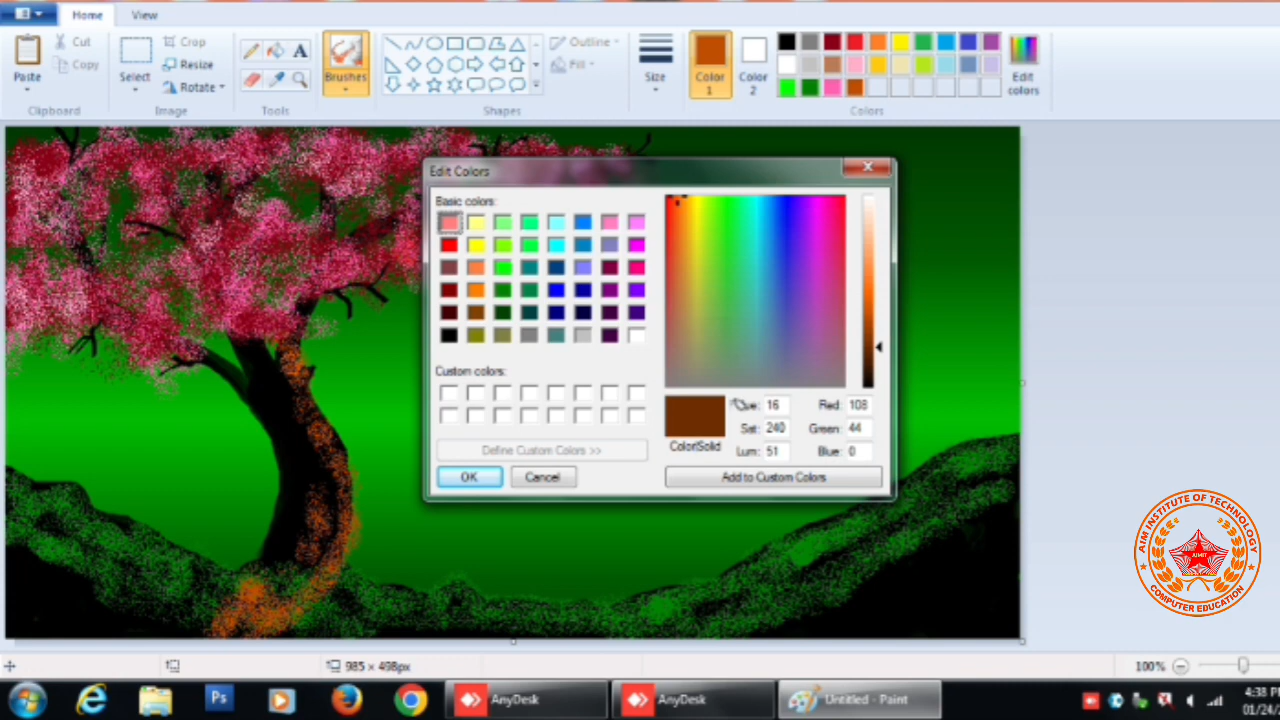 Home View
Paste
Cut
Copy
Clipboard
Select
Crop
Resize
Rotate
Image
A
Tools
Brushes
Shapes
Outline
Fill
Size
Color 1
Color 2
Colors
Edit colors
Edit Colors
Basic colors:
Custom colors:
Define Custom Colors >>
OK Cancel
Color|Solid
Hue: 16
Sat: 240
Lum: 51
Red: 108
Green: 44
Blue: 0
Add to Custom Colors
AIM INSTITUTE OF TECHNOLOGY
AIMIT
COMPUTER EDUCATION
985 × 498px
100%
Ps
AnyDesk
AnyDesk
Untitled - Paint
4:38 P
01/24/